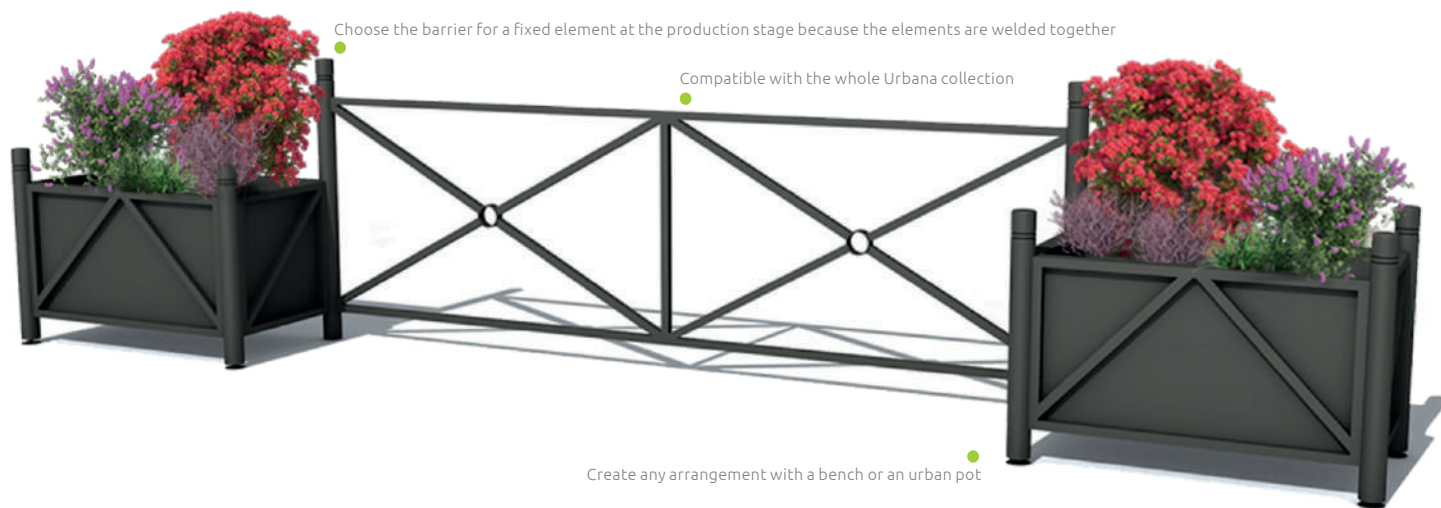 Choose the barrier for a fixed element at the production stage because the elements are welded together
Compatible with the whole Urbana collection
Create any arrangement with a bench or an urban pot